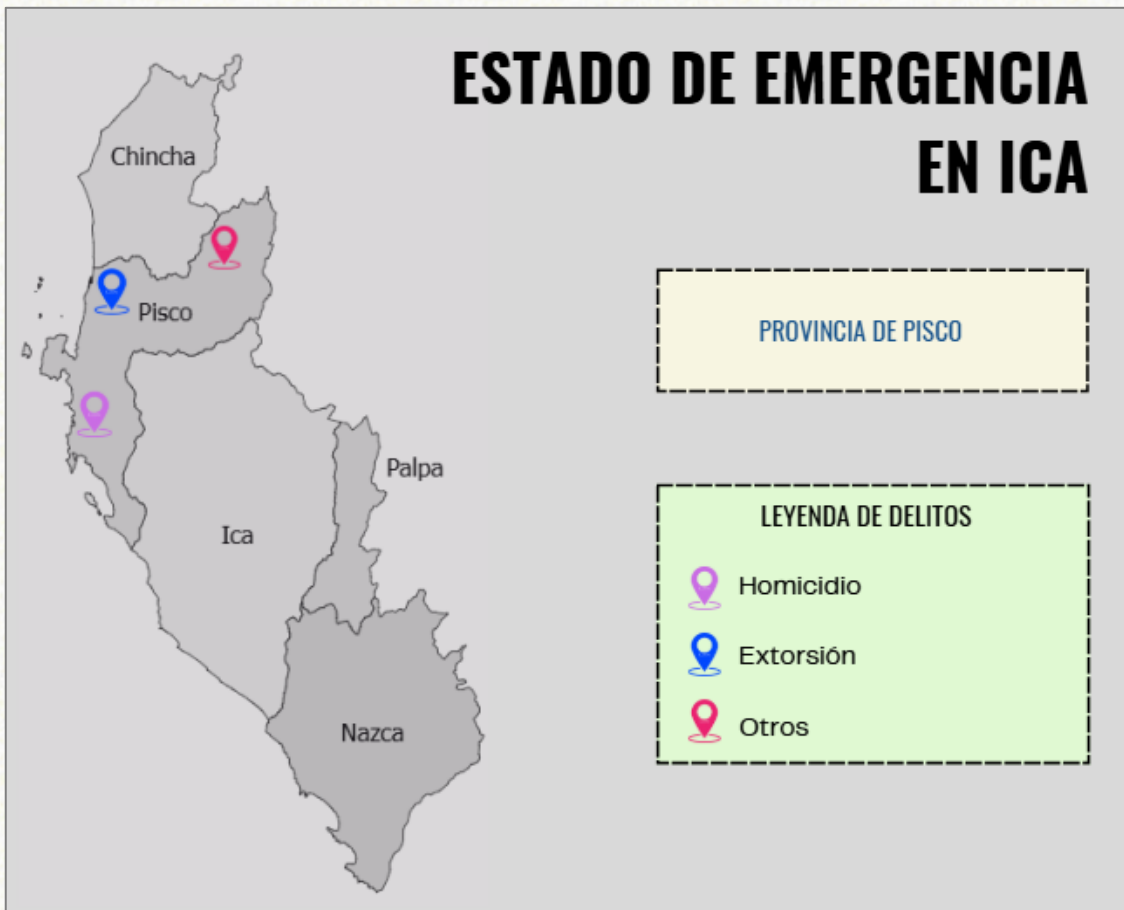 ESTADO DE EMERGENCIA
EN ICA
Chincha
Pisco
Ica
Palpa
Nazca
PROVINCIA DE PISCO
LEYENDA DE DELITOS
Homicidio
Extorsión
Otros